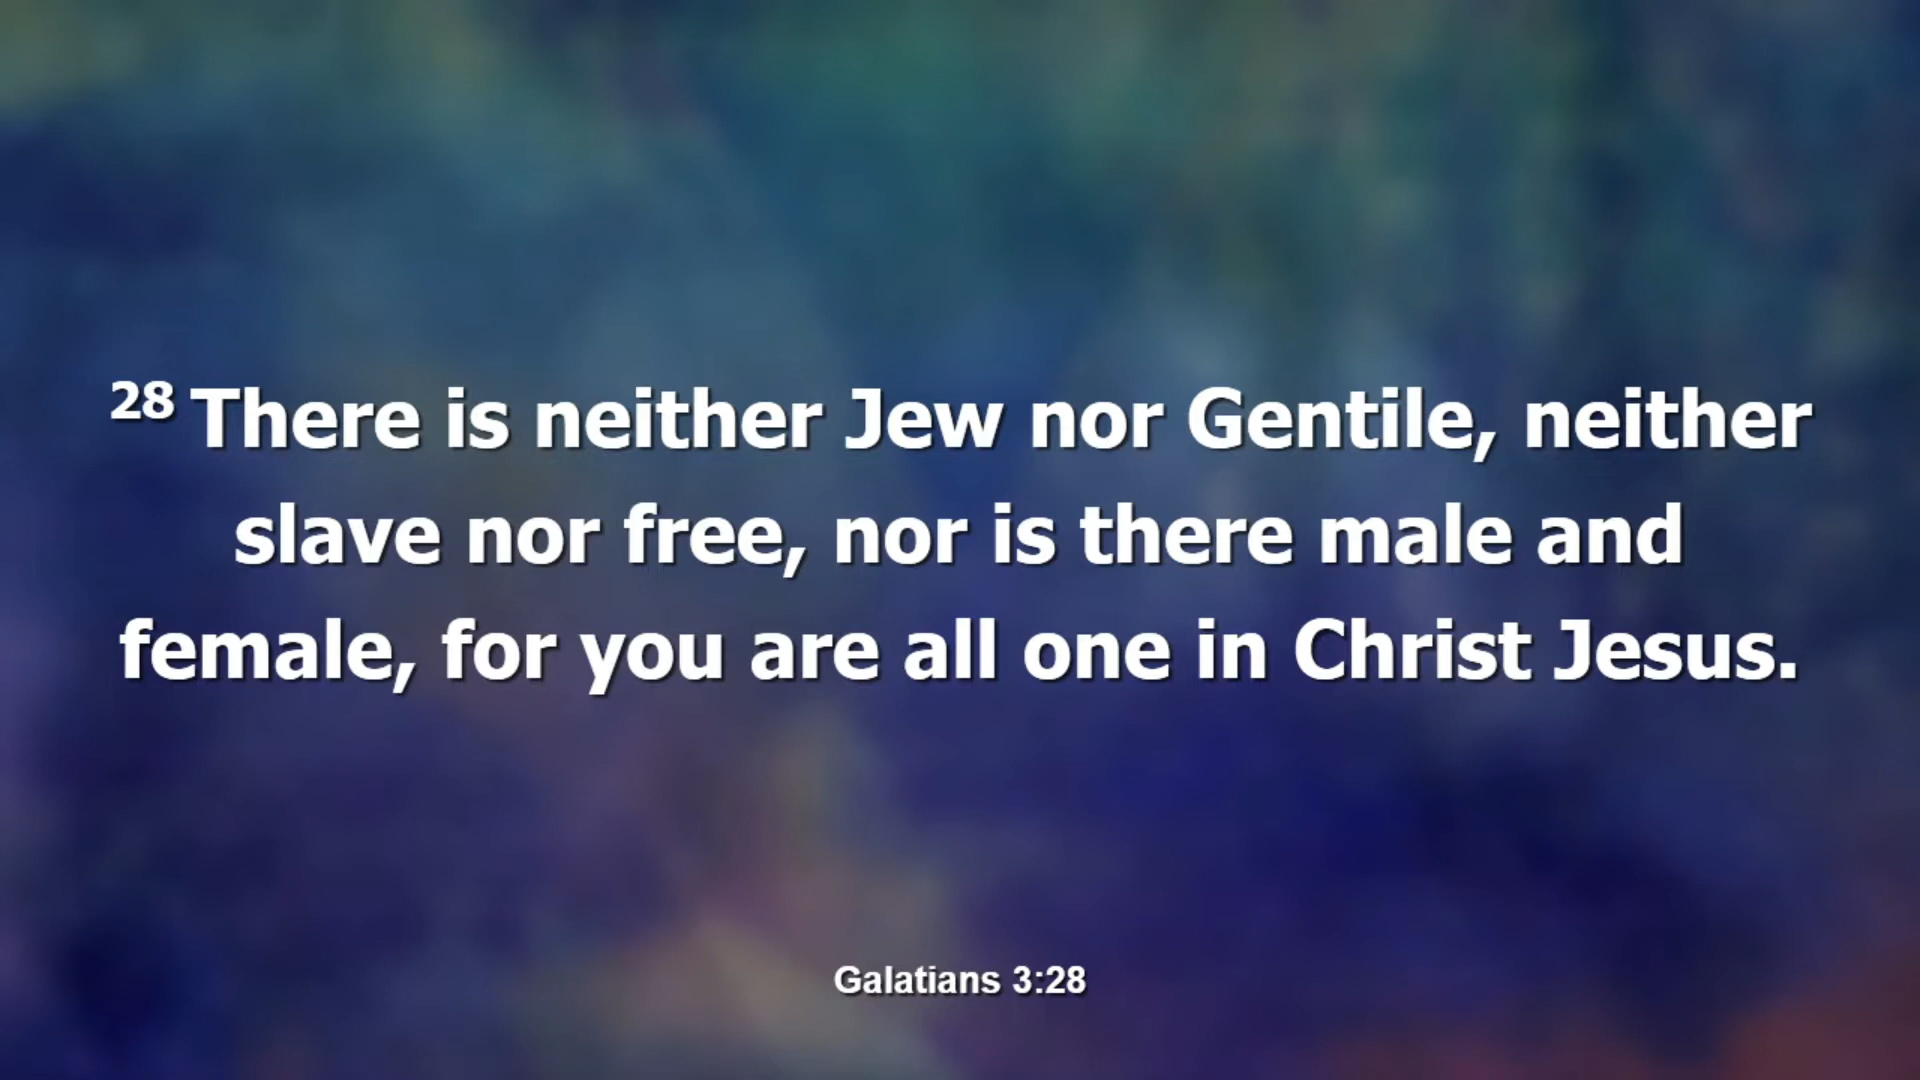 28 There is neither Jew nor Gentile, neither
slave nor free, nor is there male and
female, for you are all one in Christ Jesus.
Galatians 3:28